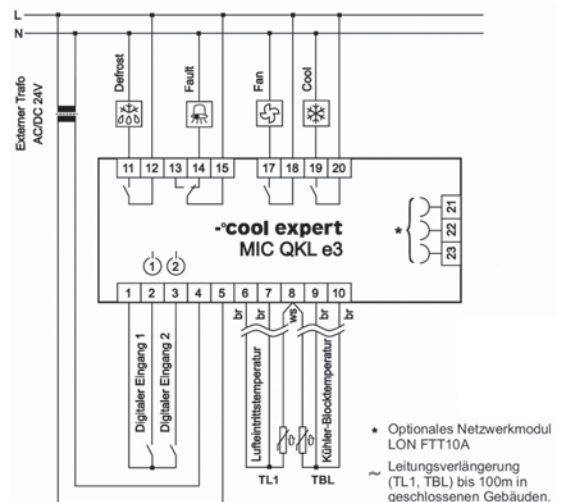 L
N
Externer Trafo
AC/DC 24V
Defrost
Fault
Fan
Cool
11 12 13 14 15 17 18 19 20
-°cool expert
MIC QKL e3
*
21
22
23
1 2
1 2 3 4 5 6 7 8 9 10
br br ws br br
Digitaler Eingang 1
Digitaler Eingang 2
Lufteintrittstemperatur
Kühler-Blocktemperatur
ϑ ϑ
TL1 TBL
* Optionales Netzwerkmodul
LON FTT10A
~ Leitungsverlängerung
(TL1, TBL) bis 100m in
geschlossenen Gebäuden.